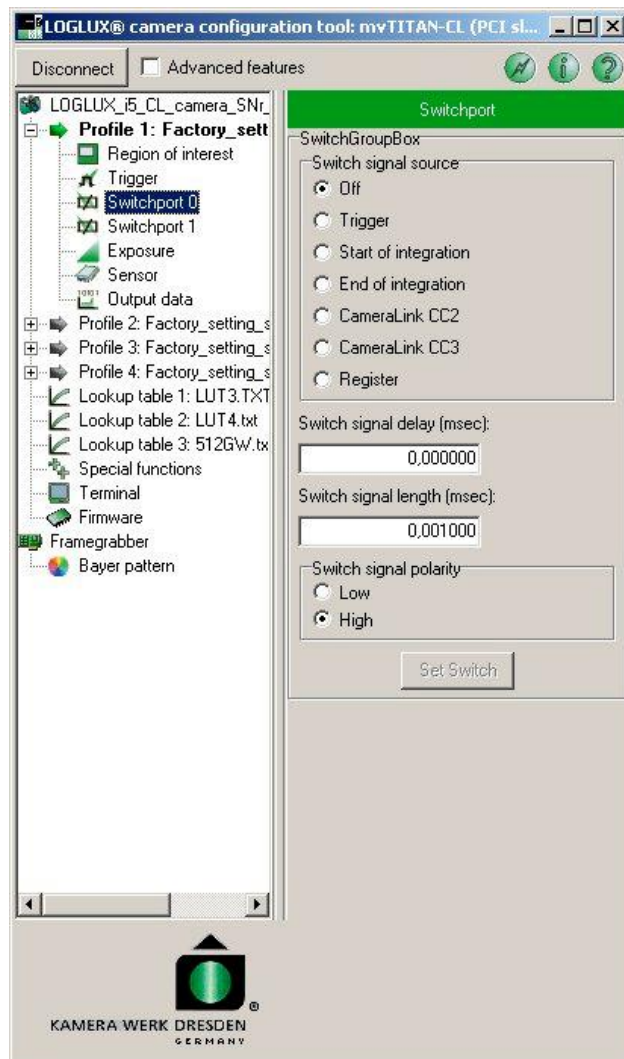 LOGLUX® camera configuration tool: mvTITAN-CL (PCI sl...
Disconnect
Advanced features
LOGLUX_i5_CL_camera_SNr_
Profile 1: Factory_sett
Region of interest
Trigger
Switchport 0
Switchport 1
Exposure
Sensor
Output data
Profile 2: Factory_setting_s
Profile 3: Factory_setting_s
Profile 4: Factory_setting_s
Lookup table 1: LUT3.TXT
Lookup table 2: LUT4.txt
Lookup table 3: 512GW.tx
Special functions
Terminal
Firmware
Framegrabber
Bayer pattern
Switchport
SwitchGroupBox
Switch signal source
Off
Trigger
Start of integration
End of integration
CameraLink CC2
CameraLink CC3
Register
Switch signal delay (msec):
0,000000
Switch signal length (msec):
0,001000
Switch signal polarity
Low
High
Set Switch
®
KAMERA WERK DRESDEN
GERMANY